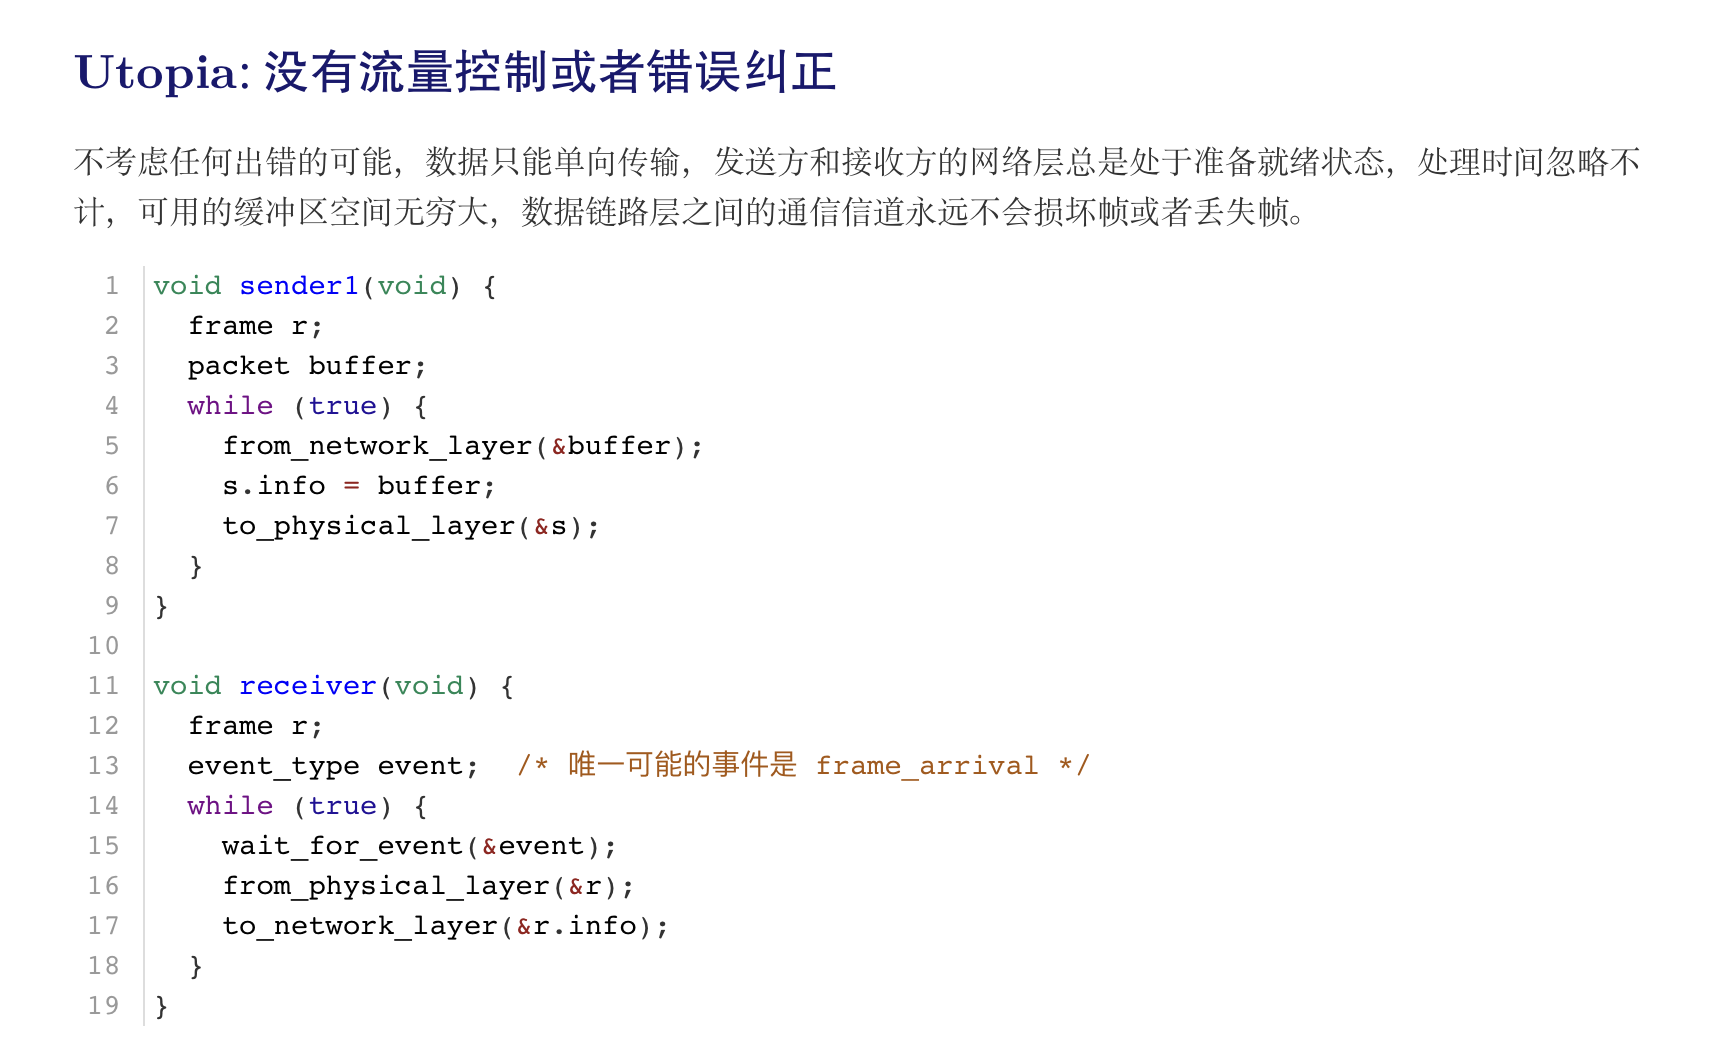 Utopia: 没有流量控制或者错误纠正
不考虑任何出错的可能，数据只能单向传输，发送方和接收方的网络层总是处于准备就绪状态，处理时间忽略不
计，可用的缓冲区空间无穷大，数据链路层之间的通信信道永远不会损坏帧或者丢失帧。
1 void sender1(void) {
2   frame r;
3   packet buffer;
4   while (true) {
5     from_network_layer(&buffer);
6     s.info = buffer;
7     to_physical_layer(&s);
8   }
9 }
10
11 void receiver(void) {
12   frame r;
13   event_type event;  /* 唯一可能的事件是 frame_arrival */
14   while (true) {
15     wait_for_event(&event);
16     from_physical_layer(&r);
17     to_network_layer(&r.info);
18   }
19 }